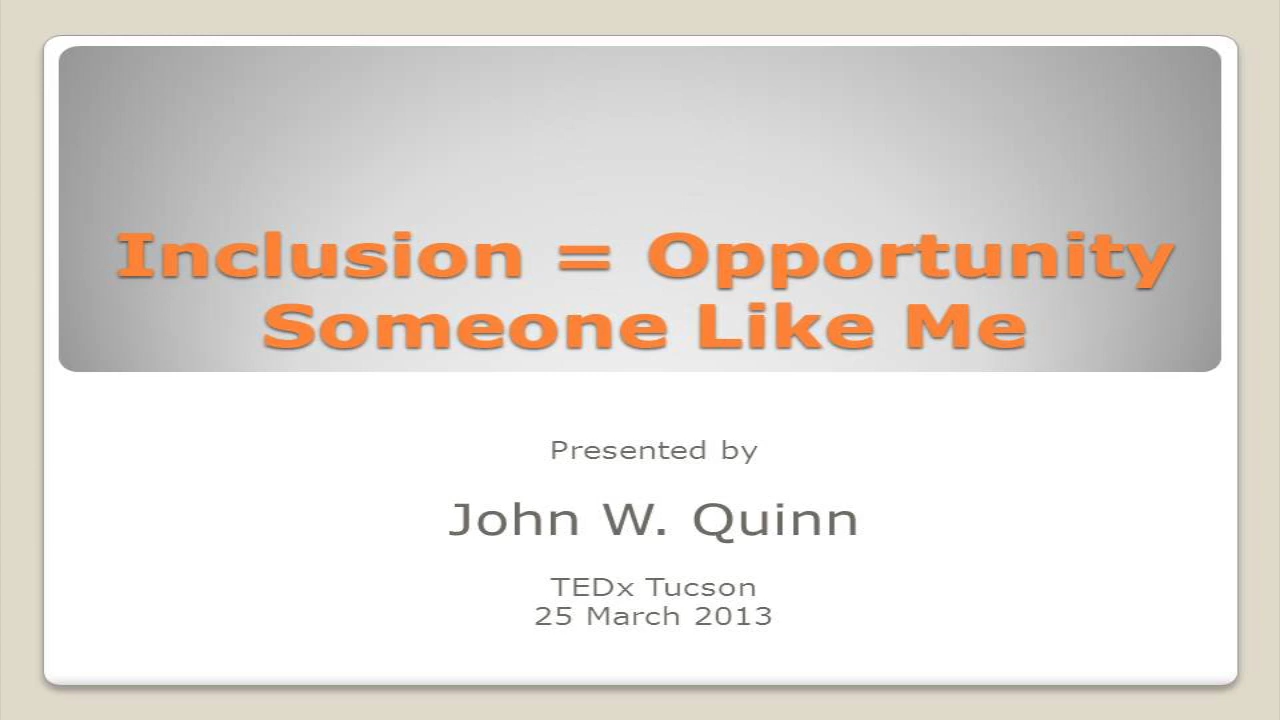 Inclusion = Opportunity
Someone Like Me
Presented by
John W. Quinn
TEDx Tucson
25 March 2013